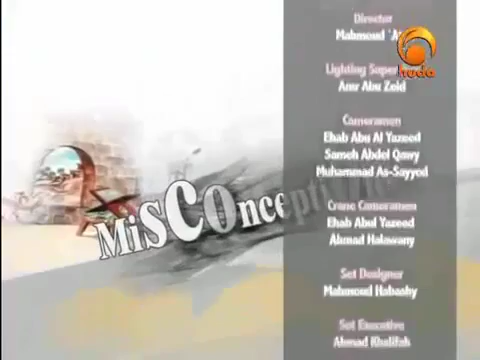 Director
Mahmoud
huda
Lighting
Amr Abu Zeid
Cameramen
Ehab Abu Al Yazeed
Sameh Abdel Qawy
Muhammad As-Sayyed
MisConcepti
Crane Cameramen
Ehab Abul Yazeed
Ahmad Halawany
Set Designer
Mahmoud Habashy
Set Executive
Ahmad Khalifah